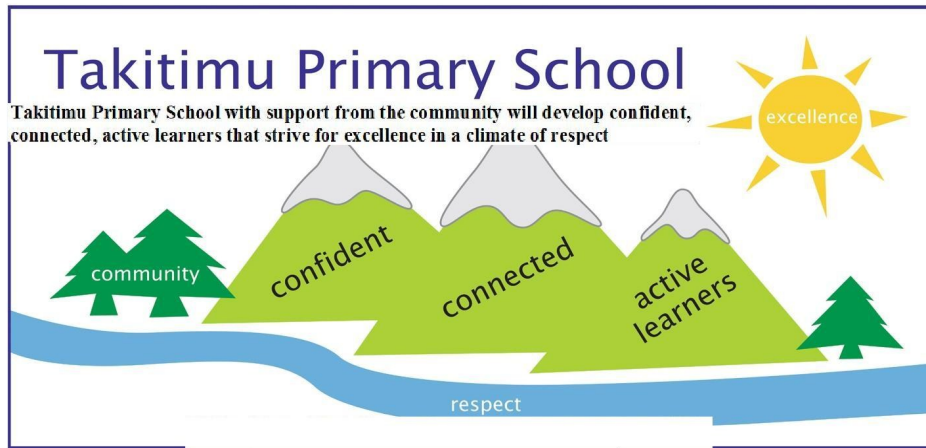 Takitimu Primary School
Takitimu Primary School with support from the community will develop confident,
connected, active learners that strive for excellence in a climate of respect
excellence
community
confident
connected
active
learners
respect